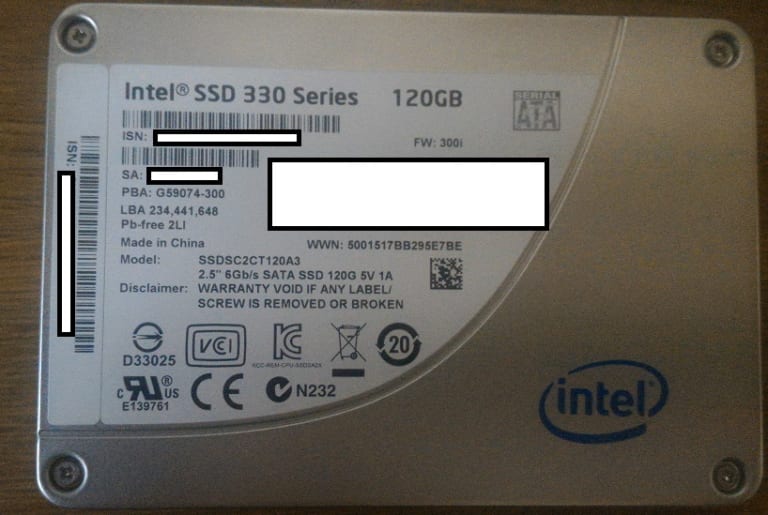 Intel® SSD 330 Series 120GB
SERIAL
ATA
ISN:
FW: 300i
ISN:
SA:
PBA: G59074-300
LBA 234,441,648
Pb-free 2LI
Made in China
WWN: 5001517BB295E7BE
Model: SSDSC2CT120A3
2.5" 6Gb/s SATA SSD 120G 5V 1A
Disclaimer: WARRANTY VOID IF ANY LABEL/
SCREW IS REMOVED OR BROKEN
D33025
VCI
20
C UR ® US
E139761
CE
N232
intel